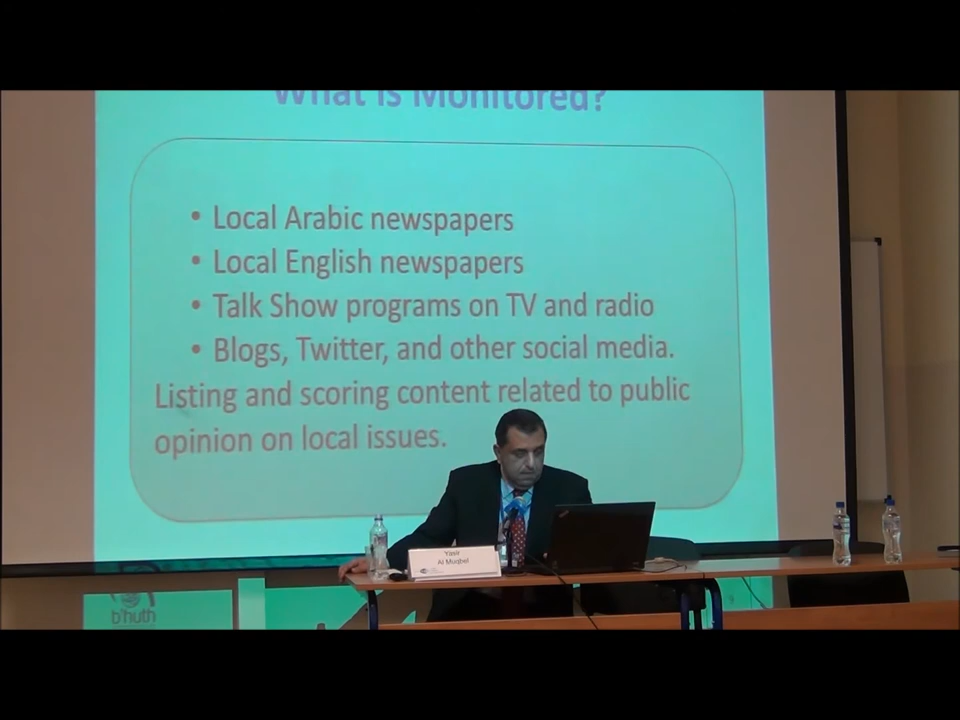 What is Monitored?
• Local Arabic newspapers
• Local English newspapers
• Talk Show programs on TV and radio
• Blogs, Twitter, and other social media.
Listing and scoring content related to public
opinion on local issues.
Yasir
Al Muqbel
b'huth